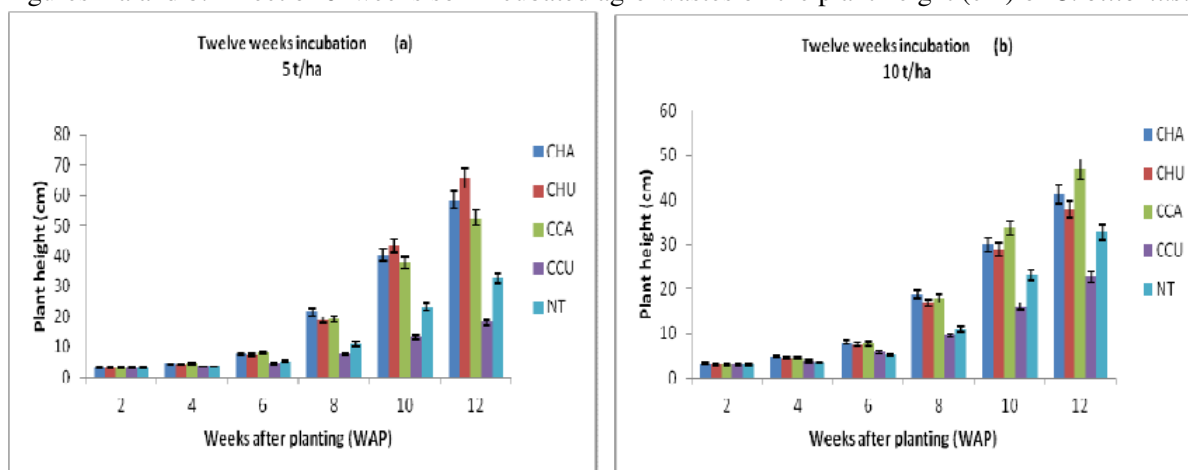 Twelve weeks incubation (a)
5 t/ha
80
70
60
50
40
30
20
10
0
Plant height (cm)
2 4 6 8 10 12
Weeks after planting (WAP)
CHA
CHU
CCA
CCU
NT
Twelve weeks incubation (b)
10 t/ha
60
50
40
30
20
10
0
Plant height (cm)
2 4 6 8 10 12
Weeks after planting (WAP)
CHA
CHU
CCA
CCU
NT